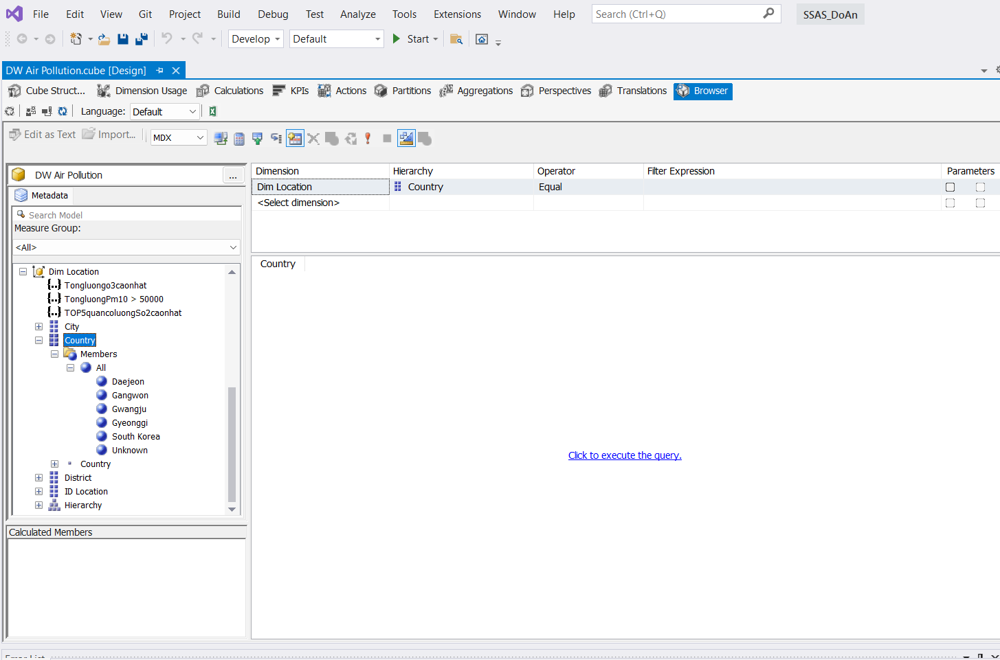 File Edit View Git Project Build Debug Test Analyze Tools Extensions Window Help Search (Ctrl+Q) SSAS_DoAn
Develop Default Start
DW Air Pollution.cube [Design]
Cube Struct... Dimension Usage Calculations KPIs Actions Partitions Aggregations Perspectives Translations Browser
Language: Default
Edit as Text Import... MDX
DW Air Pollution ...
Metadata
Search Model
Measure Group:
<All>
Dim Location
Tongluongo3caonhat
TongluongPm10 > 50000
TOP5quancoluongSo2caonhat
City
Country
Members
All
Daejeon
Gangwon
Gwangju
Gyeonggi
South Korea
Unknown
Country
District
ID Location
Hierarchy
Calculated Members
Dimension Hierarchy Operator Filter Expression Parameters
Dim Location Country Equal
<Select dimension>
Country
Click to execute the query.
Error List